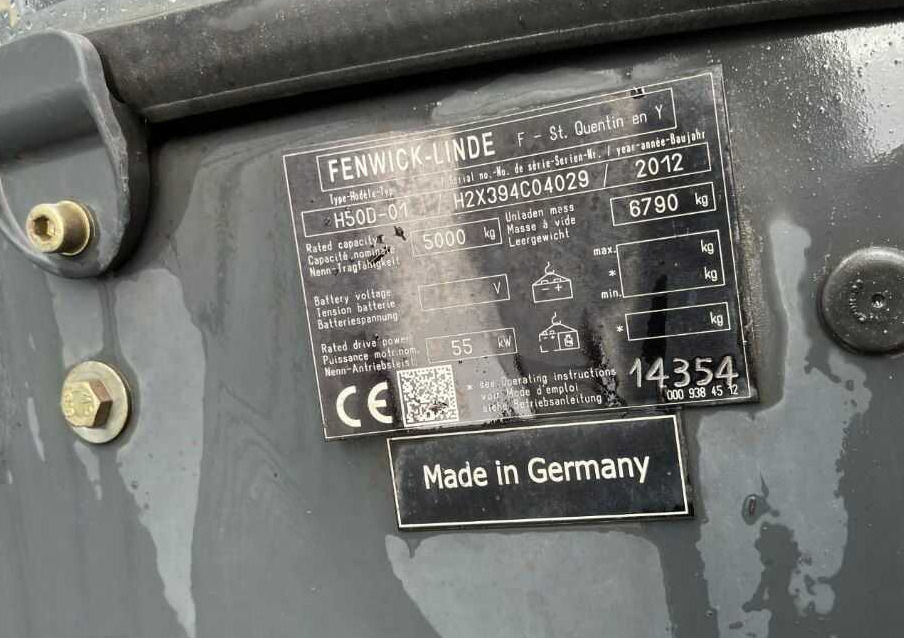 FENWICK-LINDE F - St. Quentin en Y
Type-Modèle-Typ / Serial no.-No. de série-Serien-Nr. / year-année-Baujahr
H50D-01 / H2X394C04029 / 2012
Rated capacity
Capacité nominale
Nenn-Tragfähigkeit
5000 kg
Unladen mass
Masse à vide
Leergewicht
6790 kg
Battery voltage
Tension batterie
Batteriespannung
V
max. kg
* kg
min.
Rated drive power
Puissance motr.nom.
Nenn-Antriebsleist.
55 kW
* kg
CE
* see Operating instructions
voir Mode d'emploi
siehe Betriebsanleitung
14354
000 938 45 12
Made in Germany